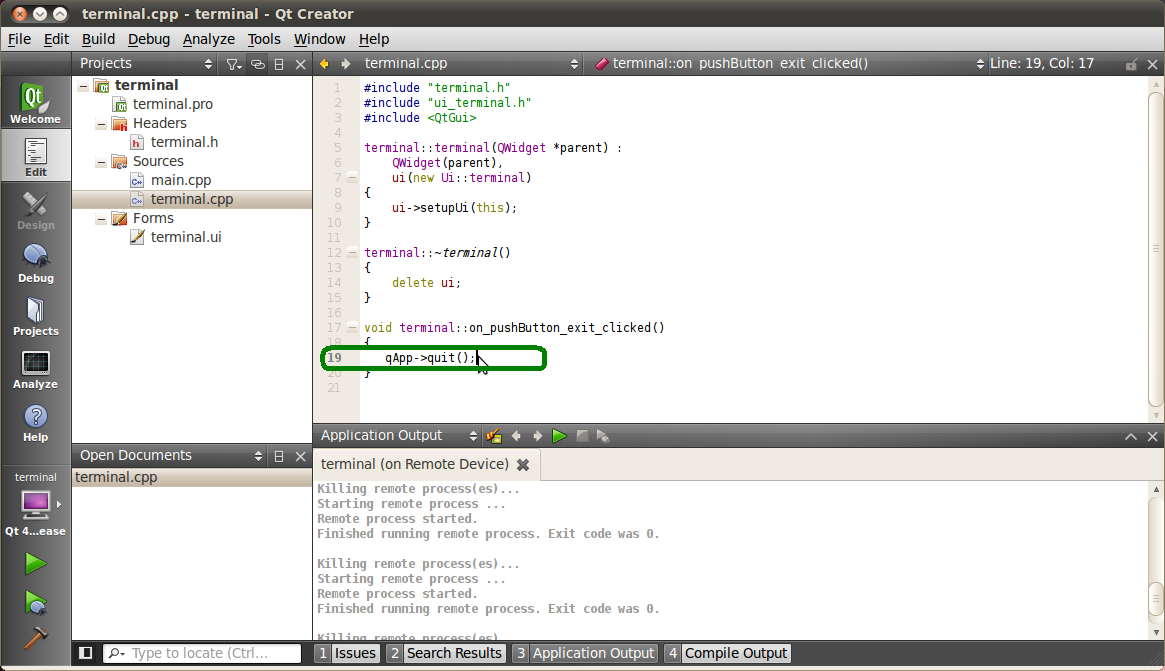 terminal.cpp - terminal - Qt Creator
File Edit Build Debug Analyze Tools Window Help
Projects
terminal.cpp
terminal::on_pushButton_exit_clicked()
Line: 19, Col: 17
Qt
Welcome
Edit
Design
Debug
Projects
Analyze
Help
terminal
Qt 4...ease
terminal
terminal.pro
Headers
terminal.h
Sources
main.cpp
terminal.cpp
Forms
terminal.ui
Open Documents
terminal.cpp
1 #include "terminal.h"
2 #include "ui_terminal.h"
3 #include <QtGui>
4
5 terminal::terminal(QWidget *parent) :
6 QWidget(parent),
7 ui(new Ui::terminal)
8 {
9 ui->setupUi(this);
10 }
11
12 terminal::~terminal()
13 {
14 delete ui;
15 }
16
17 void terminal::on_pushButton_exit_clicked()
18 {
19 qApp->quit();
20 }
21
Application Output
terminal (on Remote Device)
Killing remote process(es)...
Starting remote process ...
Remote process started.
Finished running remote process. Exit code was 0.
Killing remote process(es)...
Starting remote process ...
Remote process started.
Finished running remote process. Exit code was 0.
Killing remote process(es)
Type to locate (Ctrl...
1 Issues
2 Search Results
3 Application Output
4 Compile Output